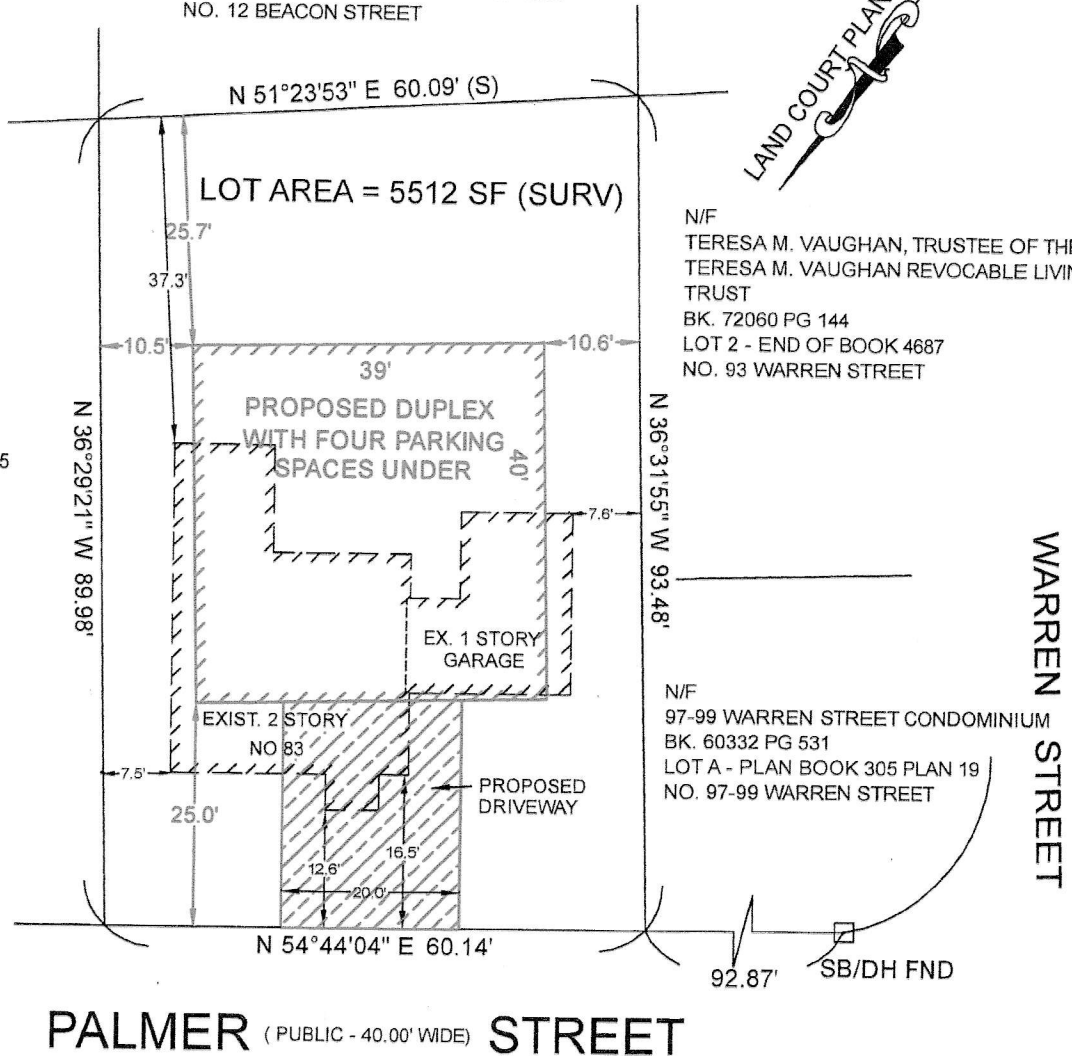 NO. 12 BEACON STREET
LAND COURT PLAN
N 51°23'53" E 60.09' (S)
LOT AREA = 5512 SF (SURV)
25.7'
37.3'
N/F
TERESA M. VAUGHAN, TRUSTEE OF THE
TERESA M. VAUGHAN REVOCABLE LIVIN
TRUST
BK. 72060 PG 144
LOT 2 - END OF BOOK 4687
NO. 93 WARREN STREET
10.5'
10.6'
39'
PROPOSED DUPLEX
WITH FOUR PARKING
SPACES UNDER
40'
5
N 36°29'21" W 89.98'
N 36°31'55" W 93.48'
7.6'
EX. 1 STORY
GARAGE
WARREN STREET
EXIST. 2 STORY
NO 83
7.5'
25.0'
N/F
97-99 WARREN STREET CONDOMINIUM
BK. 60332 PG 531
LOT A - PLAN BOOK 305 PLAN 19
NO. 97-99 WARREN STREET
PROPOSED
DRIVEWAY
12.6'
16.5'
20.0'
N 54°44'04" E 60.14'
92.87'
SB/DH FND
PALMER ( PUBLIC - 40.00' WIDE) STREET